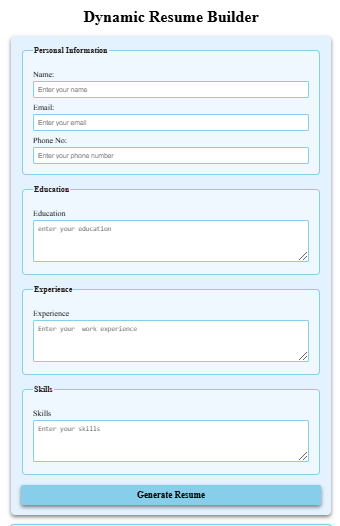 Dynamic Resume Builder
Personal Information
Name:
Enter your name
Email:
Enter your email
Phone No:
Enter your phone number
Education
Education
enter your education
Experience
Experience
Enter your  work experience
Skills
Skills
Enter your skills
Generate Resume